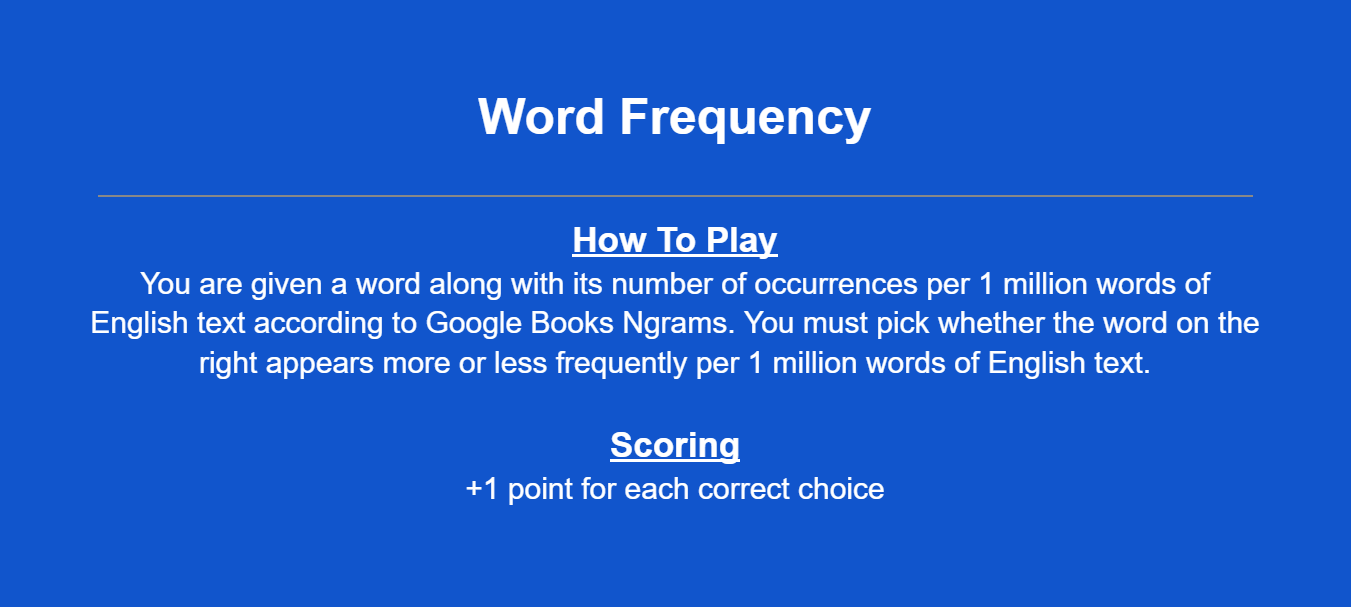 Word Frequency
How To Play
You are given a word along with its number of occurrences per 1 million words of
English text according to Google Books Ngrams. You must pick whether the word on the
right appears more or less frequently per 1 million words of English text.
Scoring
+1 point for each correct choice